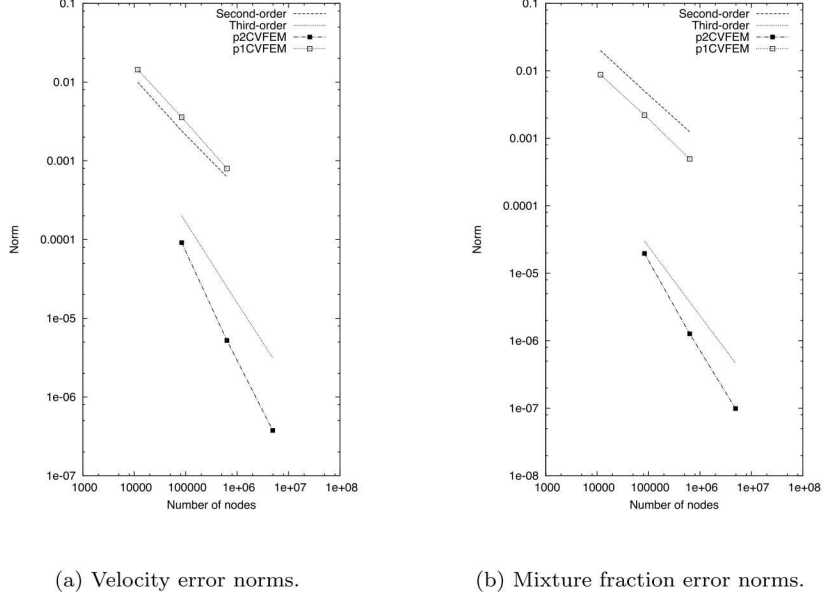 0.1
0.01
0.001
0.0001
1e-05
1e-06
1e-07
Norm
1000
10000
100000
1e+06
1e+07
1e+08
Number of nodes
Second-order
Third-order
p2CVFEM
p1CVFEM
(a) Velocity error norms.
0.1
0.01
0.001
0.0001
1e-05
1e-06
1e-07
1e-08
Norm
1000
10000
100000
1e+06
1e+07
1e+08
Number of nodes
Second-order
Third-order
p2CVFEM
p1CVFEM
(b) Mixture fraction error norms.